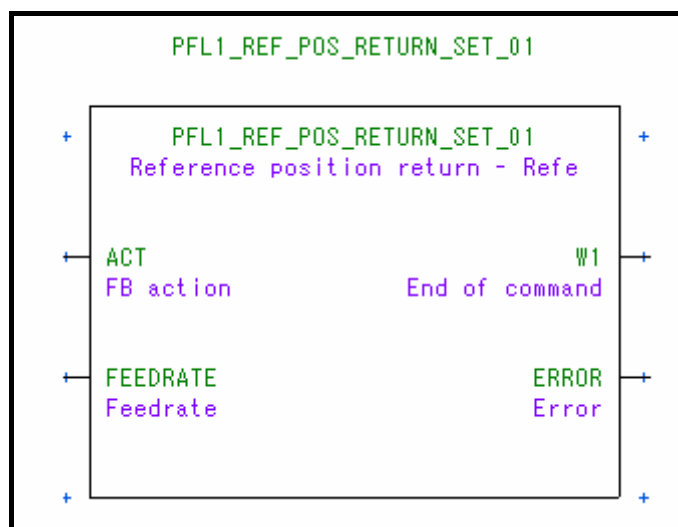 PFL1_REF_POS_RETURN_SET_01
PFL1_REF_POS_RETURN_SET_01
Reference position return - Refe
ACT W1
FB action End of command
FEEDRATE ERROR
Feedrate Error